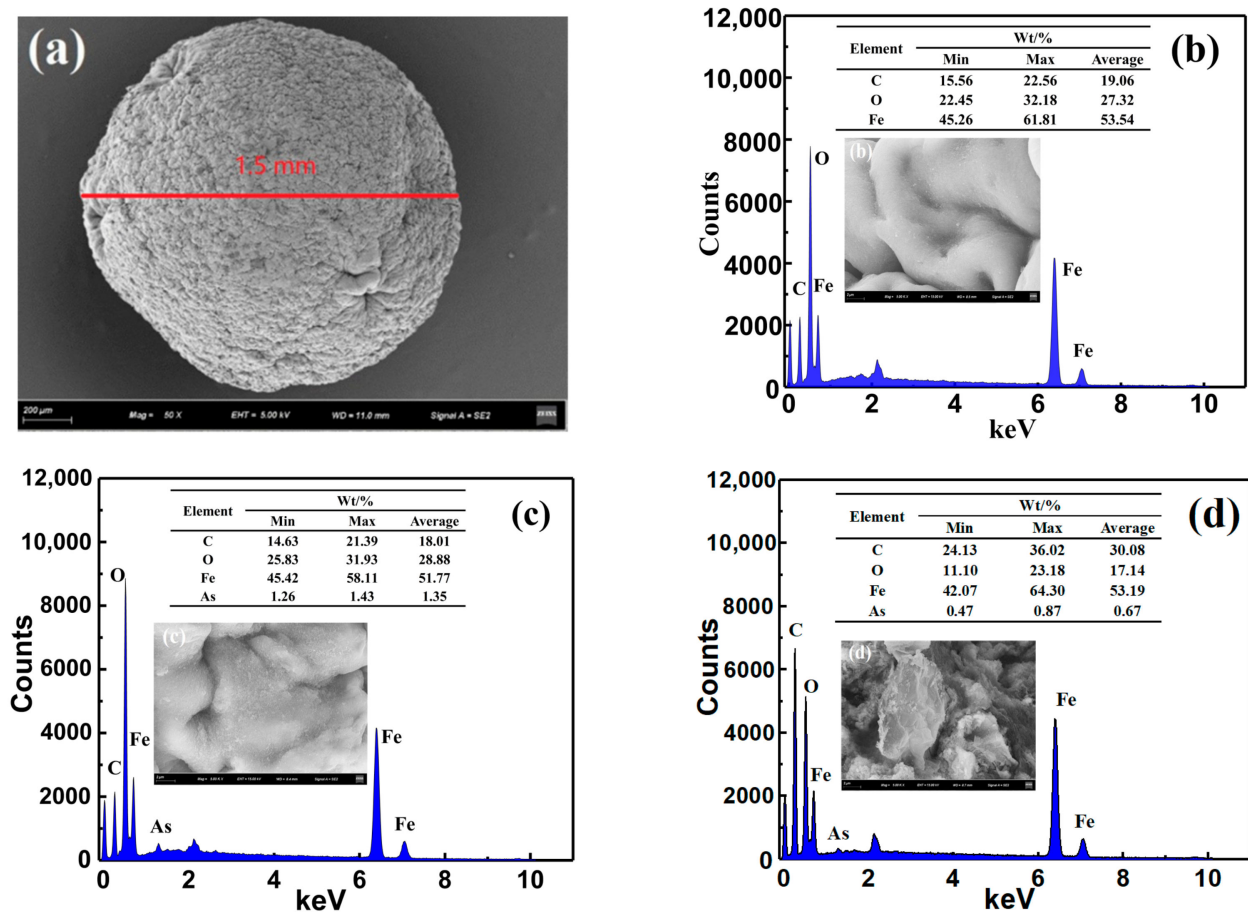 (a)
1.5 mm
200 µm Mag = 50 X EHT = 5.00 kV WD = 11.0 mm Signal A = SE2 ZEISS
(b)
12,000
10,000
8000
6000
4000
2000
0
Counts
0 2 4 6 8 10
keV
Element Wt/%
Min Max Average
C 15.56 22.56 19.06
O 22.45 32.18 27.32
Fe 45.26 61.81 53.54
(b)
O
C
Fe
Fe
Fe
(c)
12,000
10,000
8000
6000
4000
2000
0
Counts
0 2 4 6 8 10
keV
Element Wt/%
Min Max Average
C 14.63 21.39 18.01
O 25.83 31.93 28.88
Fe 45.42 58.11 51.77
As 1.26 1.43 1.35
(c)
O
Fe
C
As
Fe
Fe
(d)
12,000
10,000
8000
6000
4000
2000
0
Counts
0 2 4 6 8 10
keV
Element Wt/%
Min Max Average
C 24.13 36.02 30.08
O 11.10 23.18 17.14
Fe 42.07 64.30 53.19
As 0.47 0.87 0.67
(d)
C
O
Fe
As
Fe
Fe